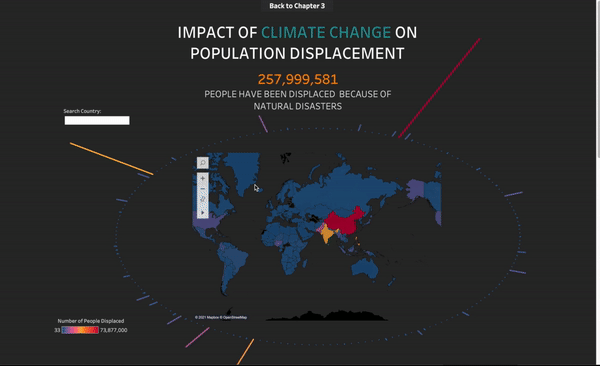 Back to Chapter 3
IMPACT OF CLIMATE CHANGE ON
POPULATION DISPLACEMENT
257,999,581
PEOPLE HAVE BEEN DISPLACED BECAUSE OF
NATURAL DISASTERS
Search Country:
© 2021 Mapbox © OpenStreetMap
Number of People Displaced
33
73,877,000